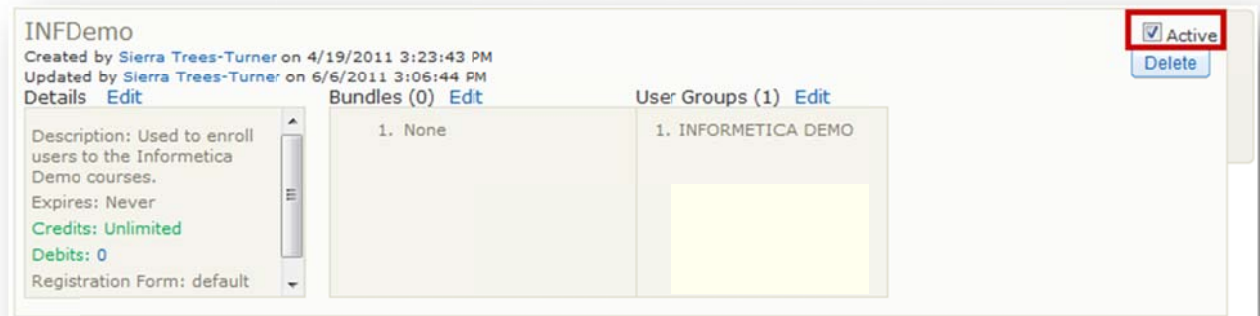 INFDemo
Active
Created by Sierra Trees-Turner on 4/19/2011 3:23:43 PM
Updated by Sierra Trees-Turner on 6/6/2011 3:06:44 PM
Delete
Details Edit
Bundles (0) Edit
User Groups (1) Edit
Description: Used to enroll
users to the Informetica
Demo courses.
Expires: Never
Credits: Unlimited
Debits: 0
Registration Form: default
1. None
1. INFORMETICA DEMO